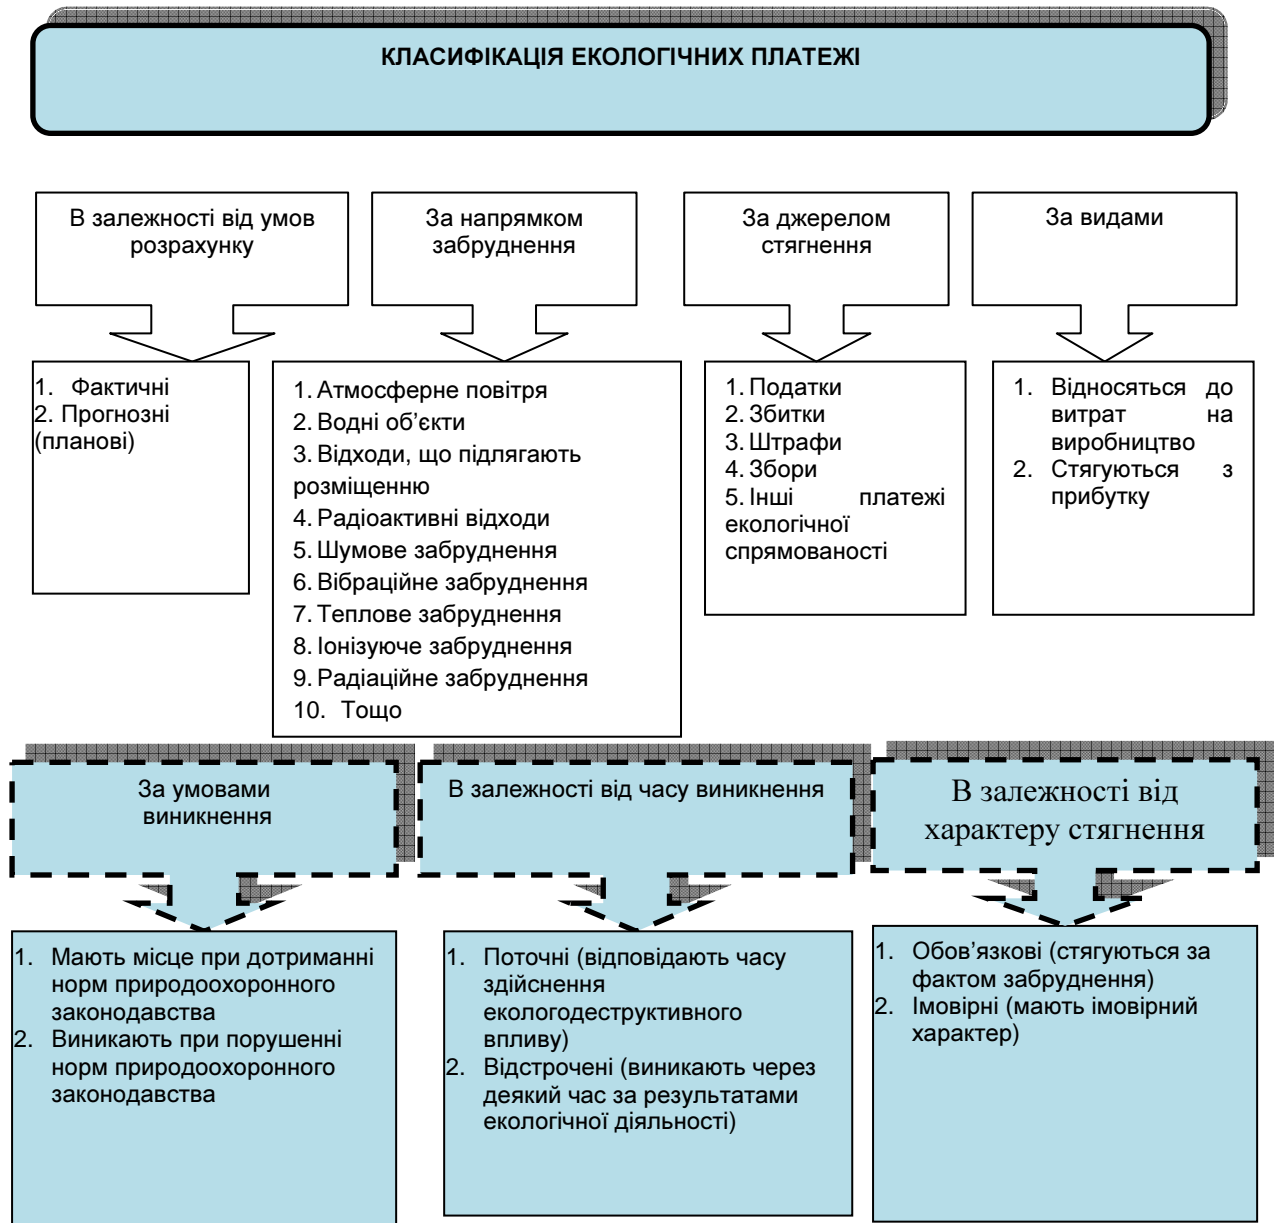 КЛАСИФІКАЦІЯ ЕКОЛОГІЧНИХ ПЛАТЕЖІ
В залежності від умов
розрахунку
За напрямком
забруднення
За джерелом
стягнення
За видами
1. Фактичні
2. Прогнозні
(планові)
1. Атмосферне повітря
2. Водні об’єкти
3. Відходи, що підлягають
розміщенню
4. Радіоактивні відходи
5. Шумове забруднення
6. Вібраційне забруднення
7. Теплове забруднення
8. Іонізуюче забруднення
9. Радіаційне забруднення
10. Тощо
1. Податки
2. Збитки
3. Штрафи
4. Збори
5. Інші платежі
екологічної
спрямованості
1. Відносяться до
витрат на
виробництво
2. Стягуються з
прибутку
За умовами
виникнення
В залежності від часу виникнення
В залежності від
характеру стягнення
1. Мають місце при дотриманні
норм природоохоронного
законодавства
2. Виникають при порушенні
норм природоохоронного
законодавства
1. Поточні (відповідають часу
здійснення
екологодеструктивного
впливу)
2. Відстрочені (виникають через
деякий час за результатами
екологічної діяльності)
1. Обов’язкові (стягуються за
фактом забруднення)
2. Імовірні (мають імовірний
характер)